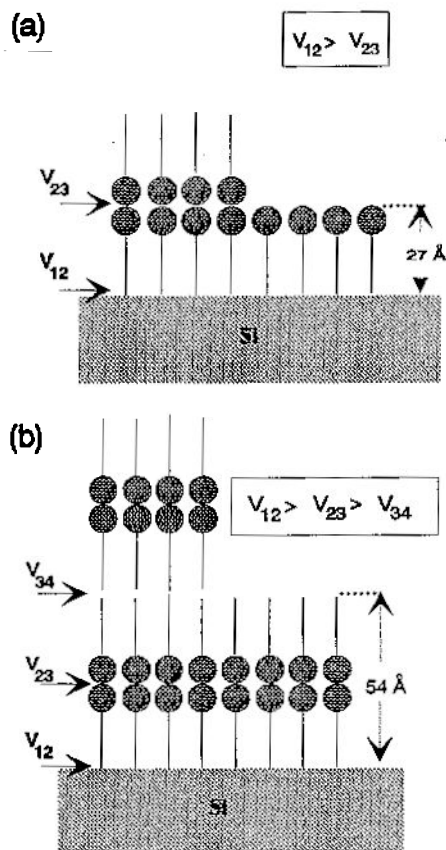 (a)
V12 > V23
V23
27 Å
V12
Si
(b)
V12 > V23 > V34
V34
V23
54 Å
V12
Si